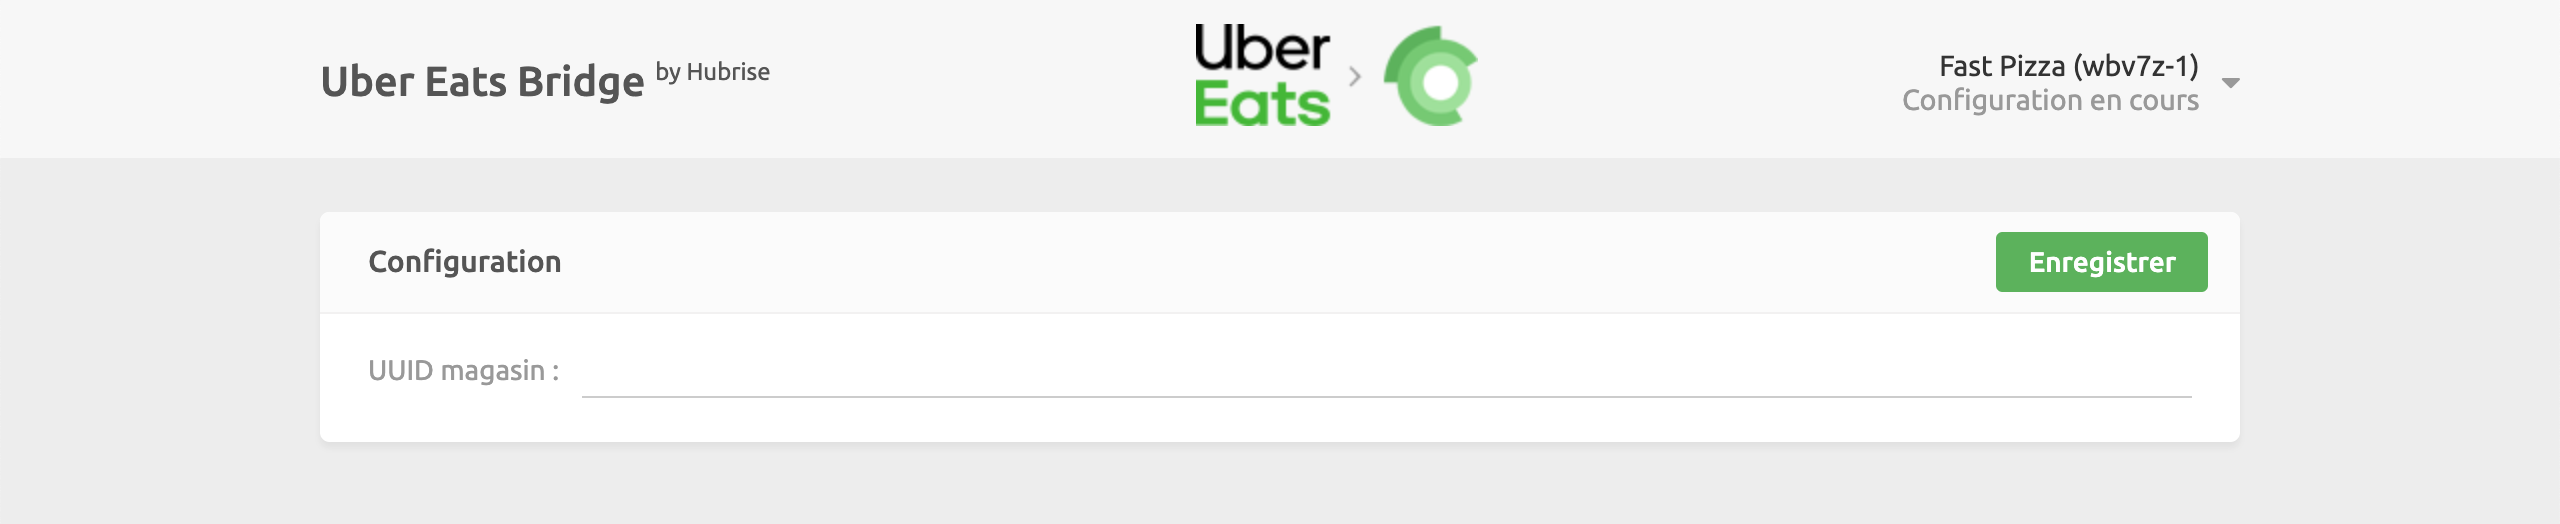 Uber Eats Bridge by Hubrise
Uber
Eats
Fast Pizza (wbv7z-1)
Configuration en cours
Configuration
Enregistrer
UUID magasin :